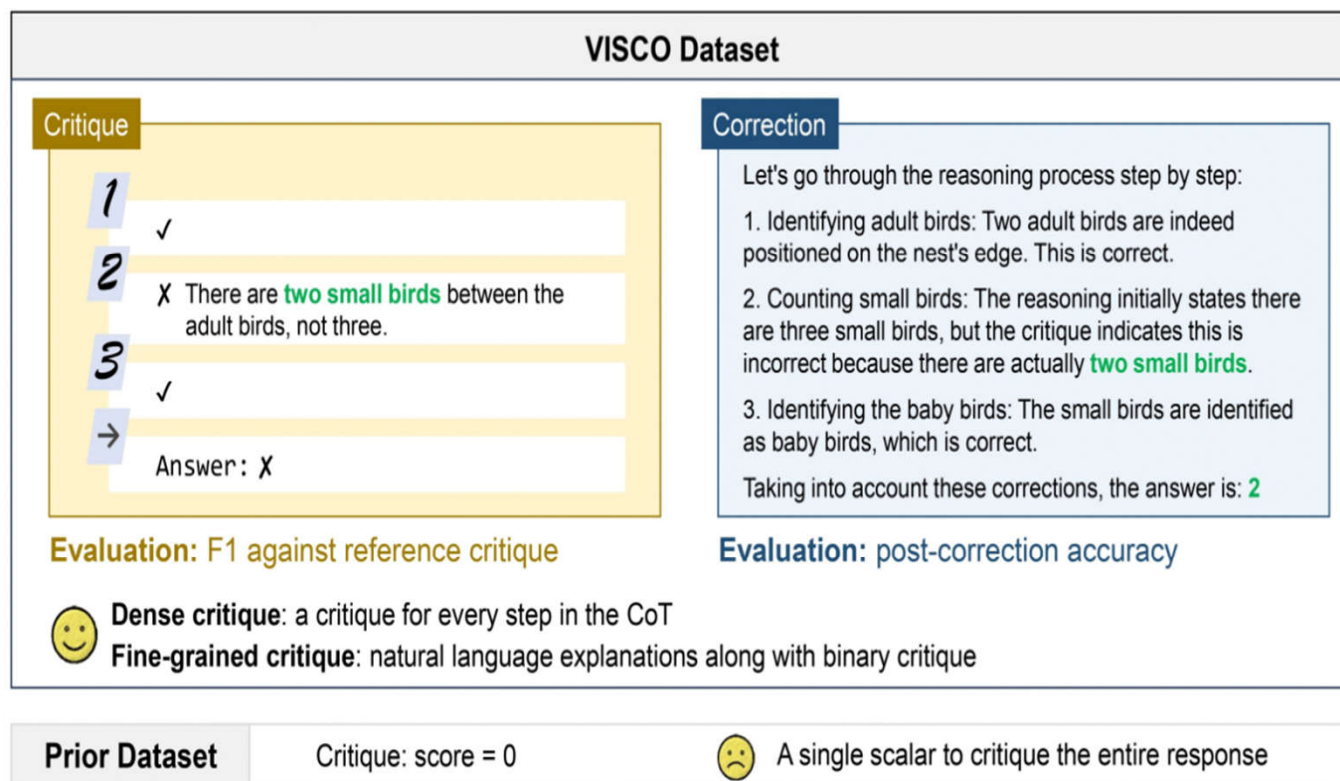 VISCO Dataset
Critique
1
✓
2
✗ There are two small birds between the
adult birds, not three.
3
✓
→
Answer: ✗
Evaluation: F1 against reference critique
Correction
Let's go through the reasoning process step by step:
1. Identifying adult birds: Two adult birds are indeed
positioned on the nest's edge. This is correct.
2. Counting small birds: The reasoning initially states there
are three small birds, but the critique indicates this is
incorrect because there are actually two small birds.
3. Identifying the baby birds: The small birds are identified
as baby birds, which is correct.
Taking into account these corrections, the answer is: 2
Evaluation: post-correction accuracy
Dense critique: a critique for every step in the CoT
Fine-grained critique: natural language explanations along with binary critique
Prior Dataset
Critique: score = 0
A single scalar to critique the entire response